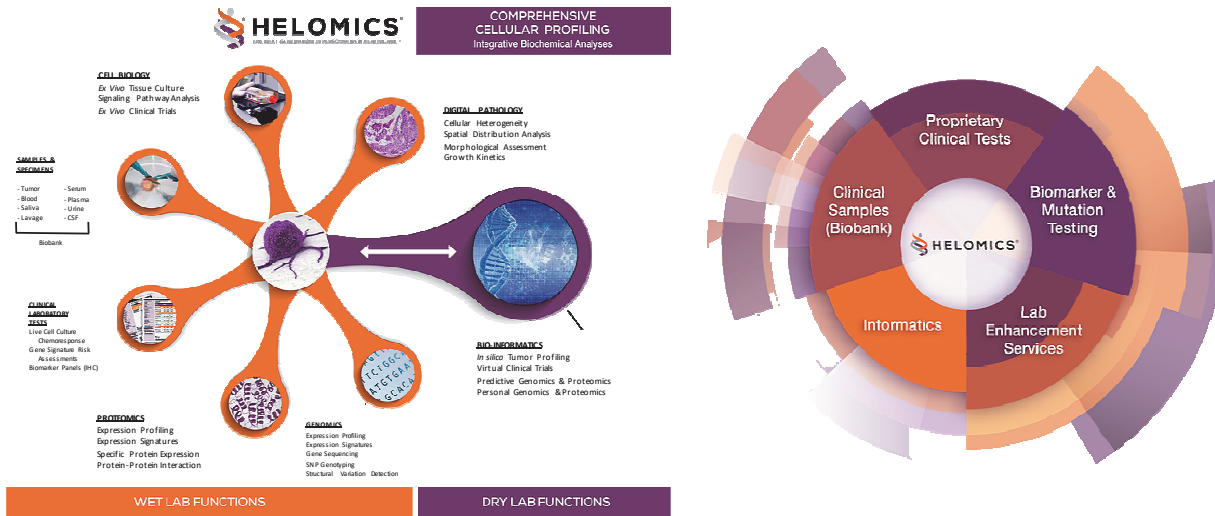 HELOMICS
COMPREHENSIVE
CELLULAR PROFILING
Integrative Biochemical Analyses
CELL BIOLOGY
Ex Vivo Tissue Culture
Signaling Pathway Analysis
Ex Vivo Clinical Trials
DIGITAL PATHOLOGY
Cellular Heterogeneity
Spatial Distribution Analysis
Morphological Assessment
Growth Kinetics
SAMPLES &
SPECIMENS
- Tumor - Serum
- Blood - Plasma
- Saliva - Urine
- Lavage - CSF
Biobank
CLINICAL
LABORATORY
TESTS
Live Cell Culture
Chemoresponse
Gene Signature Risk
Assessments
Biomarker Panels (IHC)
PROTEOMICS
Expression Profiling
Expression Signatures
Specific Protein Expression
Protein-Protein Interaction
GENOMICS
Expression Profiling
Expression Signatures
Gene Sequencing
SNP Genotyping
Structural Variation Detection
BIO-INFORMATICS
In silico Tumor Profiling
Virtual Clinical Trials
Predictive Genomics & Proteomics
Personal Genomics & Proteomics
WET LAB FUNCTIONS
DRY LAB FUNCTIONS
Proprietary
Clinical Tests
Clinical
Samples
(Biobank)
Biomarker &
Mutation
Testing
HELOMICS
Informatics
Lab
Enhancement
Services